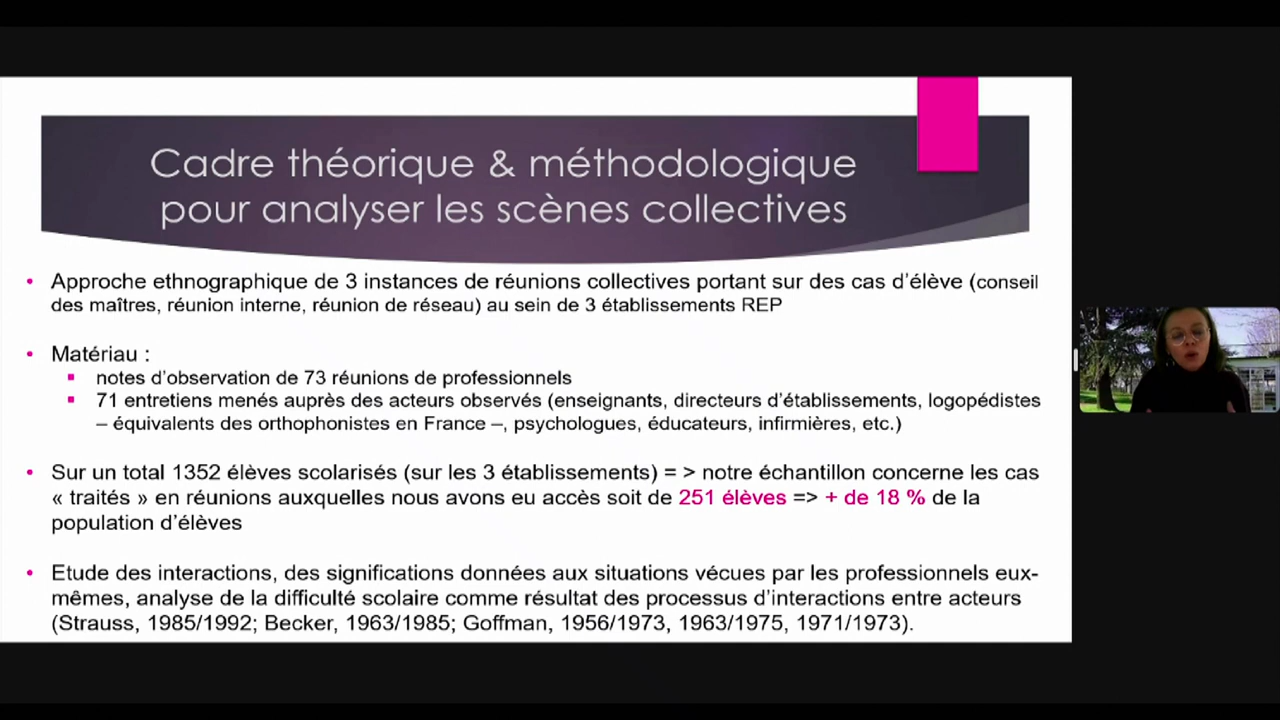 Cadre théorique & méthodologique
pour analyser les scènes collectives
• Approche ethnographique de 3 instances de réunions collectives portant sur des cas d'élève (conseil
des maîtres, réunion interne, réunion de réseau) au sein de 3 établissements REP
• Matériau :
▪ notes d'observation de 73 réunions de professionnels
▪ 71 entretiens menés auprès des acteurs observés (enseignants, directeurs d'établissements, logopédistes
– équivalents des orthophonistes en France –, psychologues, éducateurs, infirmières, etc.)
• Sur un total 1352 élèves scolarisés (sur les 3 établissements) = > notre échantillon concerne les cas
« traités » en réunions auxquelles nous avons eu accès soit de 251 élèves => + de 18 % de la
population d'élèves
• Etude des interactions, des significations données aux situations vécues par les professionnels eux-
mêmes, analyse de la difficulté scolaire comme résultat des processus d'interactions entre acteurs
(Strauss, 1985/1992; Becker, 1963/1985; Goffman, 1956/1973, 1963/1975, 1971/1973).